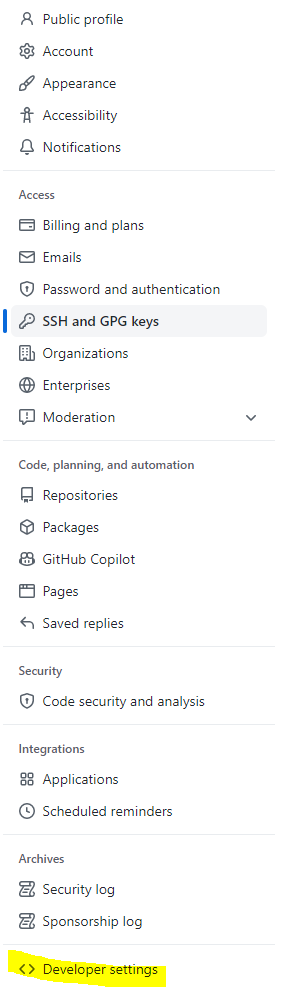 Public profile
Account
Appearance
Accessibility
Notifications
Access
Billing and plans
Emails
Password and authentication
SSH and GPG keys
Organizations
Enterprises
Moderation
Code, planning, and automation
Repositories
Packages
GitHub Copilot
Pages
Saved replies
Security
Code security and analysis
Integrations
Applications
Scheduled reminders
Archives
Security log
Sponsorship log
Developer settings